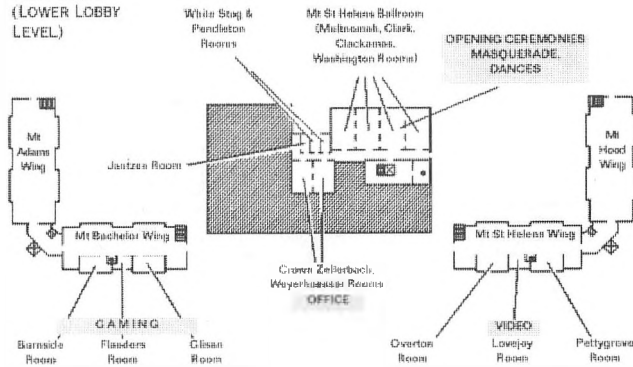 (LOWER LOBBY
LEVEL)
White Stag &
Pendleton
Rooms
Mt St Helens Ballroom
(Multnomah, Clark,
Clackamas,
Washington Rooms)
OPENING CEREMONIES
MASQUERADE,
DANCES
Mt
Adams
Wing
Jantzen Room
Mt
Hood
Wing
Mt Bachelor Wing
Mt St Helens Wing
Crown Zellerbach,
Weyerhaeuser Rooms
OFFICE
GAMING
VIDEO
Burnside
Room
Flanders
Room
Glisan
Room
Overton
Room
Lovejoy
Room
Pettygrove
Room